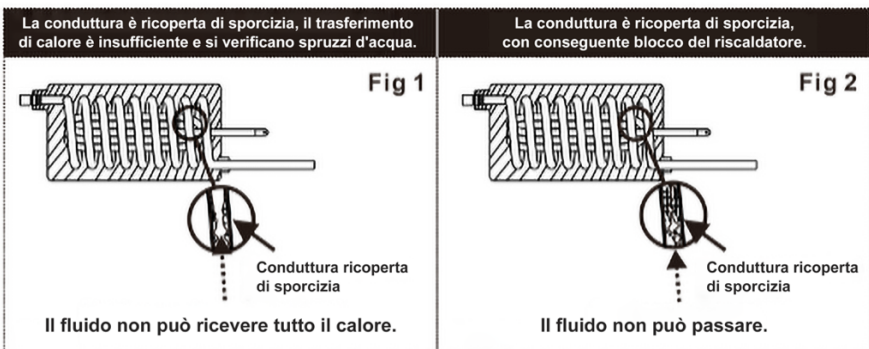 La conduttura è ricoperta di sporcizia, il trasferimento
di calore è insufficiente e si verificano spruzzi d'acqua.
Fig 1
Conduttura ricoperta
di sporcizia
Il fluido non può ricevere tutto il calore.
La conduttura è ricoperta di sporcizia,
con conseguente blocco del riscaldatore.
Fig 2
Conduttura ricoperta
di sporcizia
Il fluido non può passare.